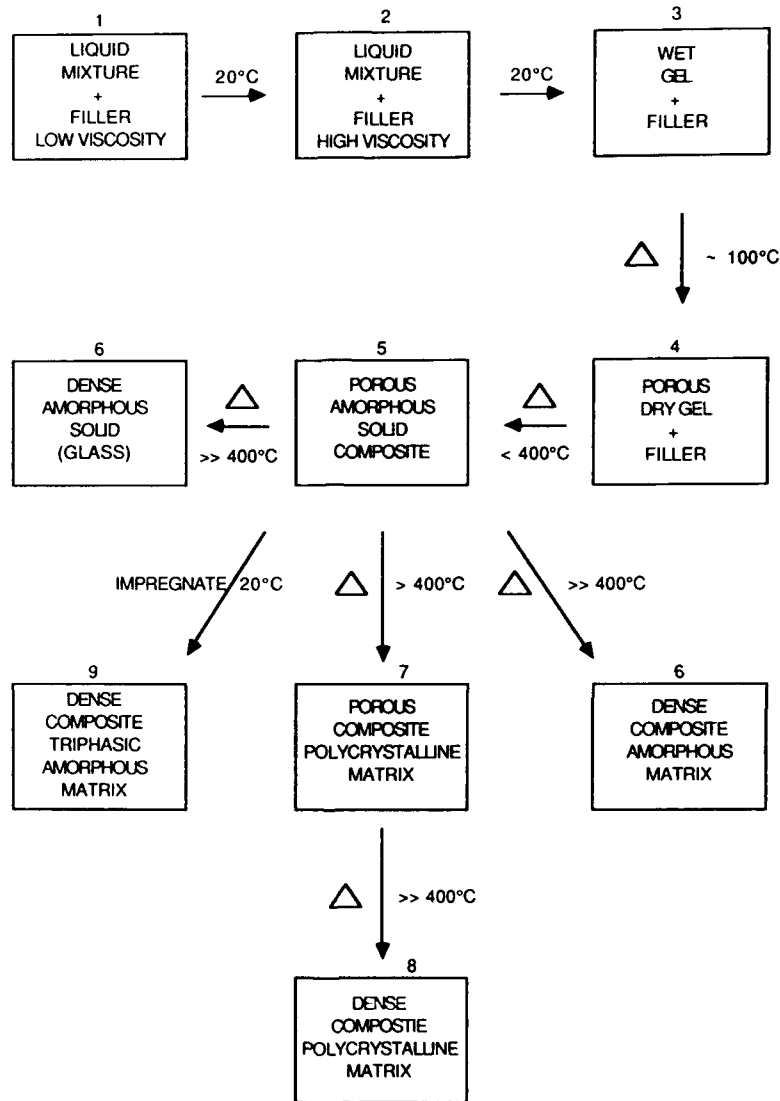 1
LIQUID
MIXTURE
+
FILLER
LOW VISCOSITY
20°C
2
LIQUID
MIXTURE
+
FILLER
HIGH VISCOSITY
20°C
3
WET
GEL
+
FILLER
~ 100°C
4
POROUS
DRY GEL
+
FILLER
< 400°C
5
POROUS
AMORPHOUS
SOLID
COMPOSITE
>> 400°C
6
DENSE
AMORPHOUS
SOLID
(GLASS)
IMPREGNATE 20°C
> 400°C
>> 400°C
9
DENSE
COMPOSITE
TRIPHASIC
AMORPHOUS
MATRIX
7
POROUS
COMPOSITE
POLYCRYSTALLINE
MATRIX
6
DENSE
COMPOSITE
AMORPHOUS
MATRIX
>> 400°C
8
DENSE
COMPOSTIE
POLYCRYSTALLINE
MATRIX